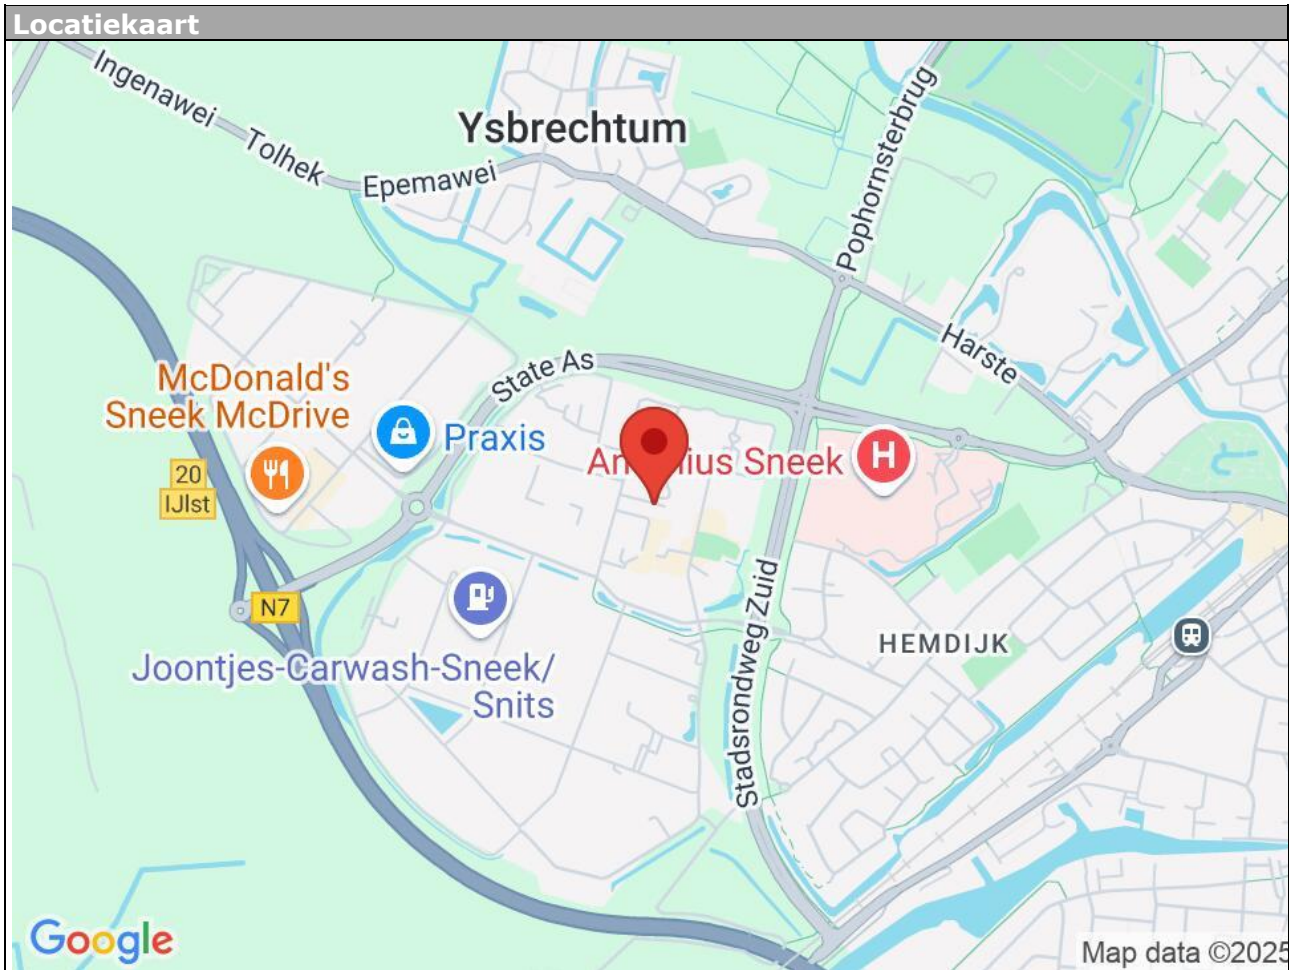 Locatiekaart
Ingenawei
Tolhek
Epemawei
Ysbrechtum
Pophornsterbrug
Harste
State As
McDonald's
Sneek McDrive
Praxis
Sneek
H
20
IJlst
N7
Joontjes-Carwash-Sneek/
Snits
Stadsrondweg Zuid
HEMDIJK
Google
Map data ©2025